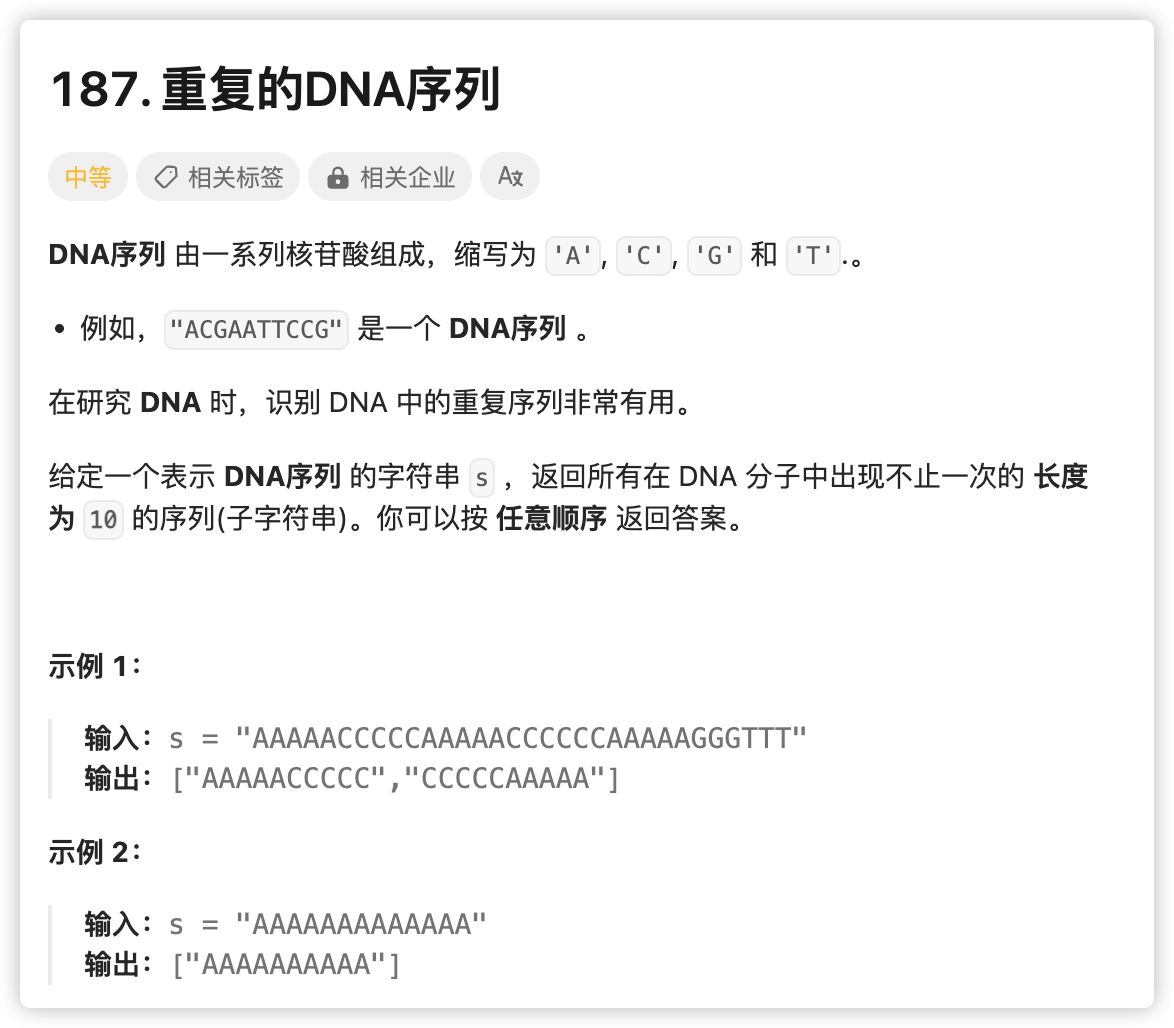 187. 重复的DNA序列
中等 相关标签 相关企业 A文
DNA序列 由一系列核苷酸组成，缩写为 'A', 'C', 'G' 和 'T'.。
• 例如，"ACGAATTCCG" 是一个 DNA序列 。
在研究 DNA 时，识别 DNA 中的重复序列非常有用。
给定一个表示 DNA序列 的字符串 s ，返回所有在 DNA 分子中出现不止一次的 长度
为 10 的序列(子字符串)。你可以按 任意顺序 返回答案。
示例 1：
输入：s = "AAAAACCCCCAAAAACCCCCCAAAAAGGGTTT"
输出：["AAAAACCCCC","CCCCCAAAAA"]
示例 2：
输入：s = "AAAAAAAAAAAAA"
输出：["AAAAAAAAAA"]